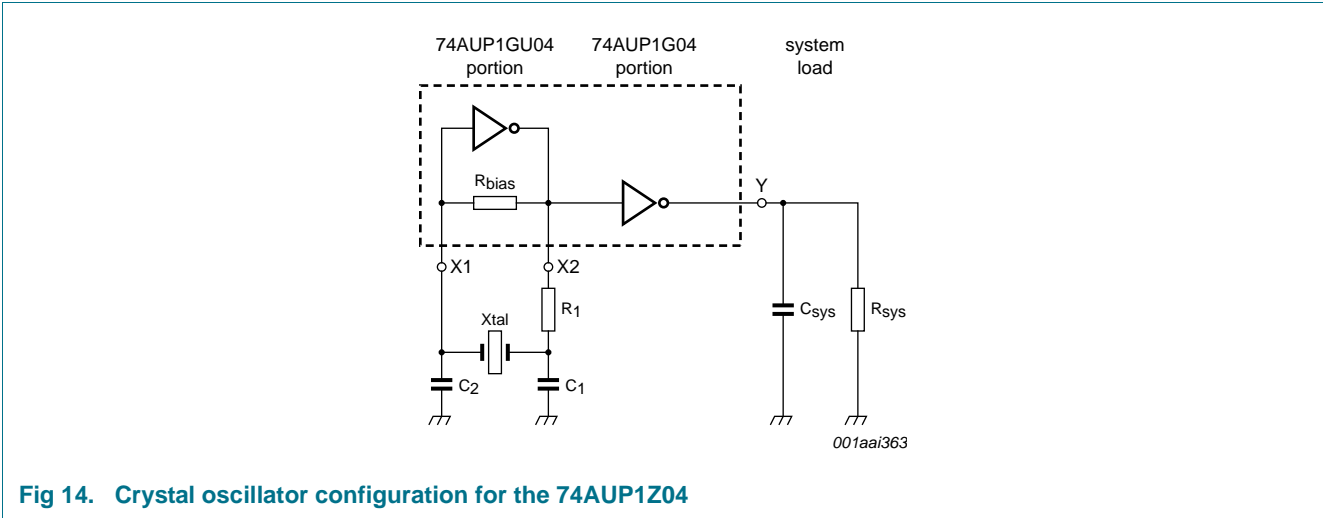 74AUP1GU04 portion
74AUP1G04 portion
system load
Rbias
Y
X1
X2
R1
Csys
Rsys
Xtal
C2
C1
001aai363
Fig 14. Crystal oscillator configuration for the 74AUP1Z04